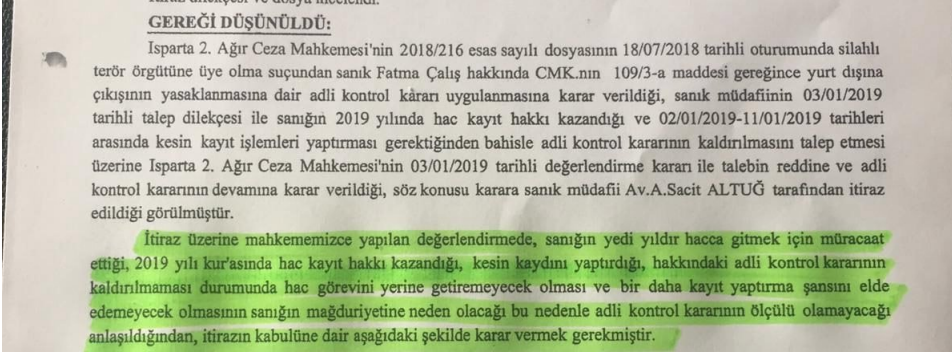 GEREĞİ DÜŞÜNÜLDÜ:
Isparta 2. Ağır Ceza Mahkemesi'nin 2018/216 esas sayılı dosyasının 18/07/2018 tarihli oturumunda silahlı
terör örgütüne üye olma suçundan sanık Fatma Çalış hakkında CMK.nın 109/3-a maddesi gereğince yurt dışına
çıkışının yasaklanmasına dair adli kontrol kararı uygulanmasına karar verildiği, sanık müdafiinin 03/01/2019
tarihli talep dilekçesi ile sanığın 2019 yılında hac kayıt hakkı kazandığı ve 02/01/2019-11/01/2019 tarihleri
arasında kesin kayıt işlemleri yaptırması gerektiğinden bahisle adli kontrol kararının kaldırılmasını talep etmesi
üzerine Isparta 2. Ağır Ceza Mahkemesi'nin 03/01/2019 tarihli değerlendirme kararı ile talebin reddine ve adli
kontrol kararının devamına karar verildiği, söz konusu karara sanık müdafii Av.A.Sacit ALTUĞ tarafından itiraz
edildiği görülmüştür.
İtiraz üzerine mahkememizce yapılan değerlendirmede, sanığın yedi yıldır hacca gitmek için müracaat
ettiği, 2019 yılı kur'asında hac kayıt hakkı kazandığı, kesin kaydını yaptırdığı, hakkındaki adli kontrol kararının
kaldırılmaması durumunda hac görevini yerine getiremeyecek olması ve bir daha kayıt yaptırma şansını elde
edemeyecek olmasının sanığın mağduriyetine neden olacağı bu nedenle adli kontrol kararının ölçülü olamayacağı
anlaşıldığından, itirazın kabulüne dair aşağıdaki şekilde karar vermek gerekmiştir.